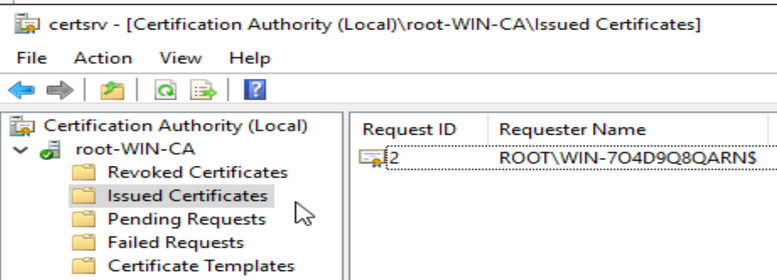 certsrv - [Certification Authority (Local)\root-WIN-CA\Issued Certificates]
File Action View Help
Certification Authority (Local)
root-WIN-CA
Revoked Certificates
Issued Certificates
Pending Requests
Failed Requests
Certificate Templates
Request ID Requester Name
2 ROOT\WIN-7O4D9Q8QARN$